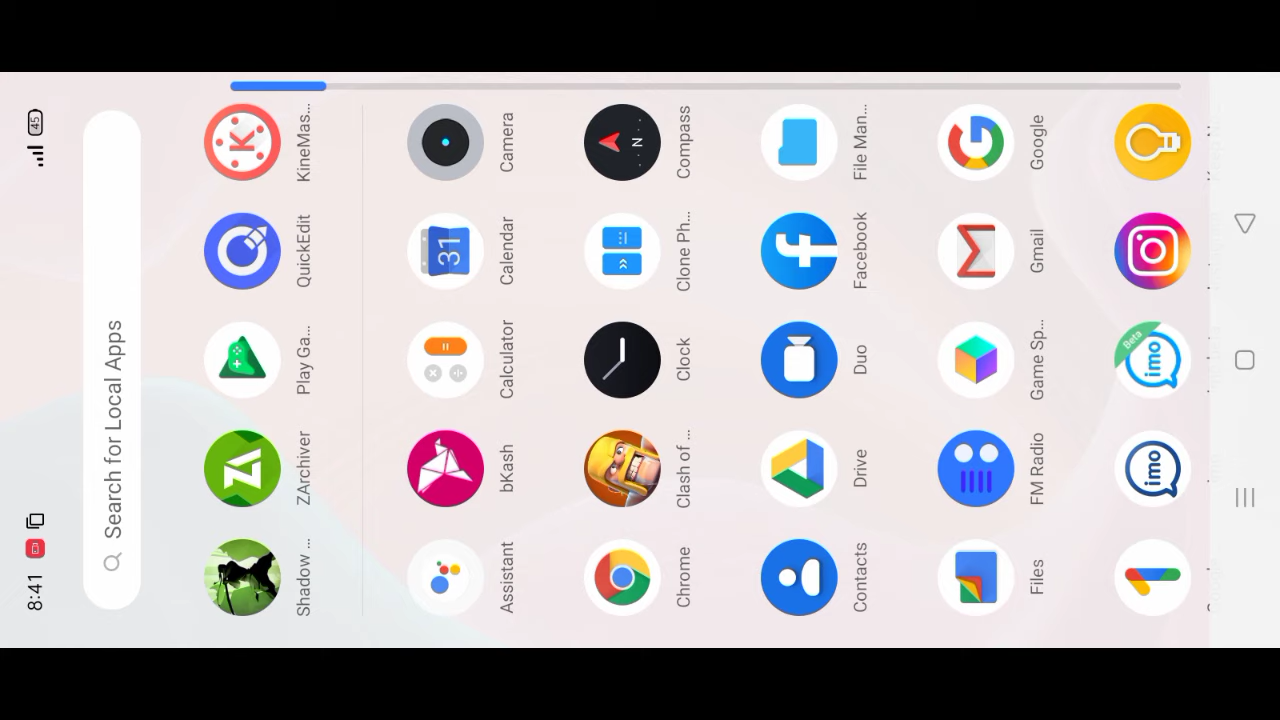 8:41 45
Search for Local Apps
Shadow ... ZArchiver Play Ga... QuickEdit KineMas...
Assistant bKash Calculator Calendar Camera
31
Chrome Clash of ... Clock Clone Ph... Compass
N
Contacts Drive Duo Facebook File Man...
Files FM Radio Game Sp... Gmail Google
imo imo Beta